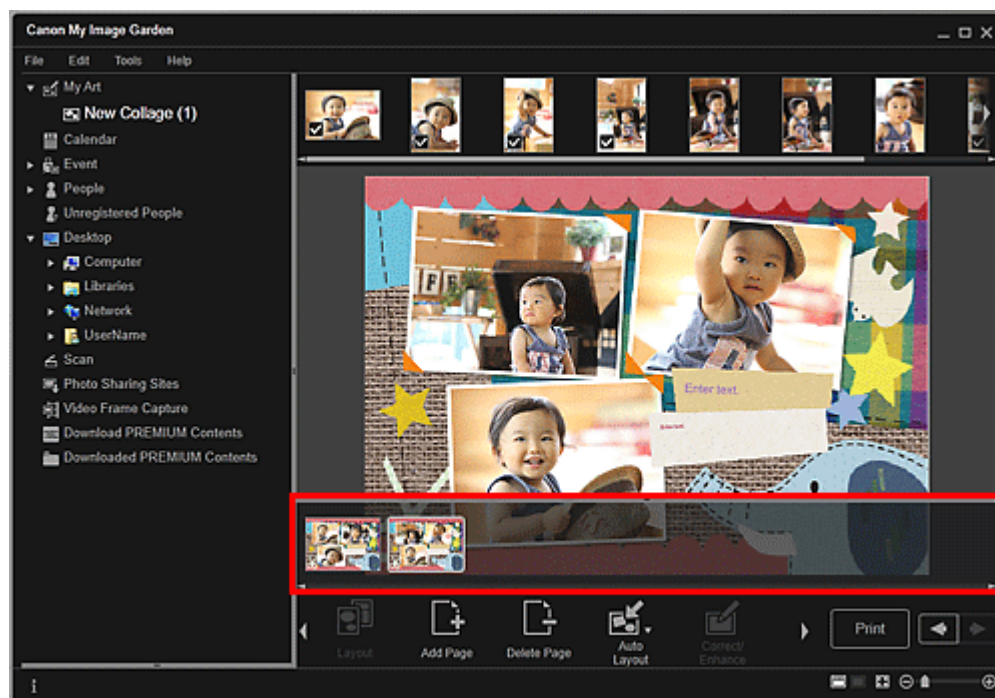 Canon My Image Garden
File Edit Tools Help
My Art
New Collage (1)
Calendar
Event
People
Unregistered People
Desktop
Computer
Libraries
Network
UserName
Scan
Photo Sharing Sites
Video Frame Capture
Download PREMIUM Contents
Downloaded PREMIUM Contents
Enter text.
Layout
Add Page
Delete Page
Auto
Layout
Correct/
Enhance
Print